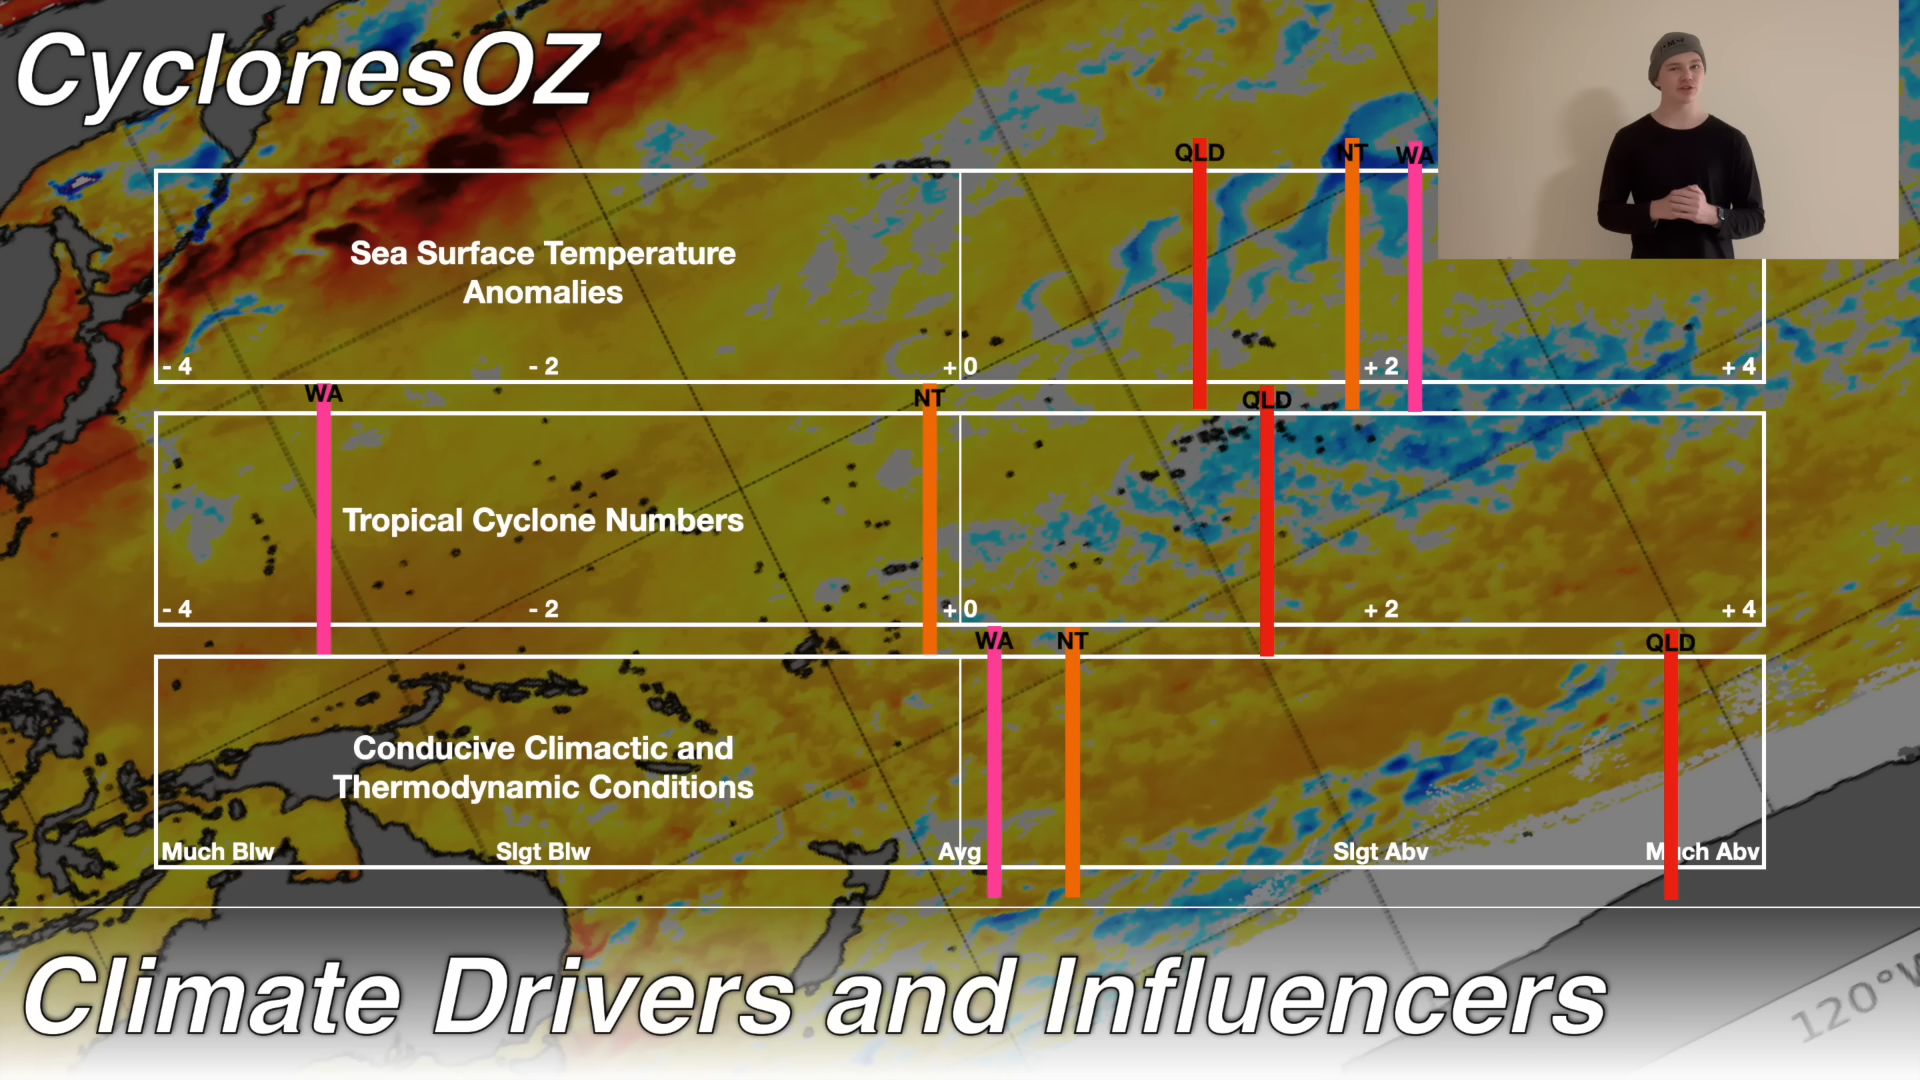 CyclonesOZ
QLD NT WA
Sea Surface Temperature
Anomalies
- 4 - 2 + 0 + 2 + 4
WA NT QLD
Tropical Cyclone Numbers
- 4 - 2 + 0 + 2 + 4
WA NT QLD
Conducive Climactic and
Thermodynamic Conditions
Much Blw Slgt Blw Avg Slgt Abv Much Abv
Climate Drivers and Influencers
120°W